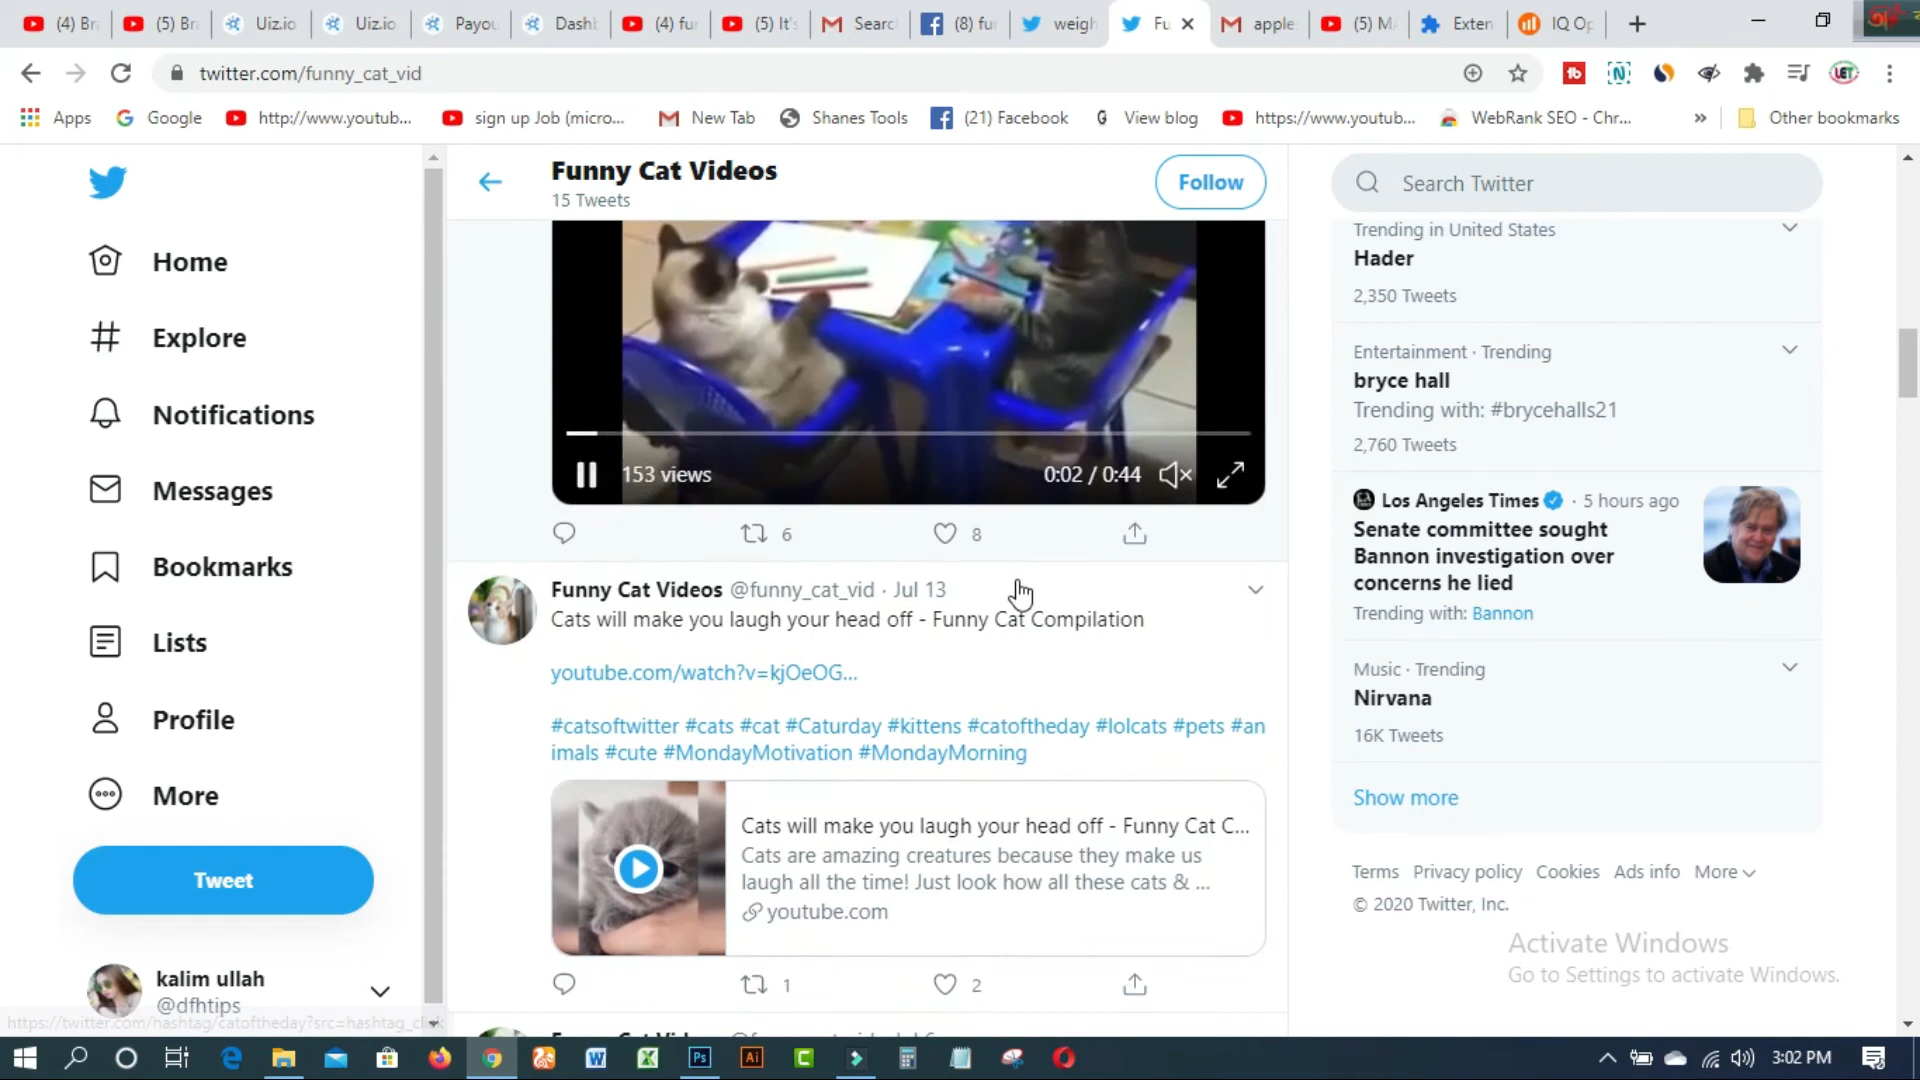 (4) Bra
(5) Bra
Uiz.io
Uiz.io
Payou
Dashb
(4) fun
(5) It's
Search
(8) fun
weigh
Fu
apple
(5) MA
Exten
IQ Op
twitter.com/funny_cat_vid
Apps
Google
http://www.youtub...
sign up Job (micro...
New Tab
Shanes Tools
(21) Facebook
View blog
https://www.youtub...
WebRank SEO - Chr...
»
Other bookmarks
Home
Explore
Notifications
Messages
Bookmarks
Lists
Profile
More
Tweet
kalim ullah
@dfhtips
https://twitter.com/hashtag/catoftheday?src=hashtag_click
Funny Cat Videos
15 Tweets
Follow
153 views
0:02 / 0:44
6
8
Funny Cat Videos @funny_cat_vid · Jul 13
Cats will make you laugh your head off - Funny Cat Compilation
youtube.com/watch?v=kjOeOG...
#catsoftwitter #cats #cat #Caturday #kittens #catoftheday #lolcats #pets #an
imals #cute #MondayMotivation #MondayMorning
Cats will make you laugh your head off - Funny Cat C...
Cats are amazing creatures because they make us
laugh all the time! Just look how all these cats & ...
youtube.com
1
2
Search Twitter
Trending in United States
Hader
2,350 Tweets
Entertainment · Trending
bryce hall
Trending with: #brycehalls21
2,760 Tweets
Los Angeles Times · 5 hours ago
Senate committee sought
Bannon investigation over
concerns he lied
Trending with: Bannon
Music · Trending
Nirvana
16K Tweets
Show more
Terms Privacy policy Cookies Ads info More
© 2020 Twitter, Inc.
Activate Windows
Go to Settings to activate Windows.
3:02 PM